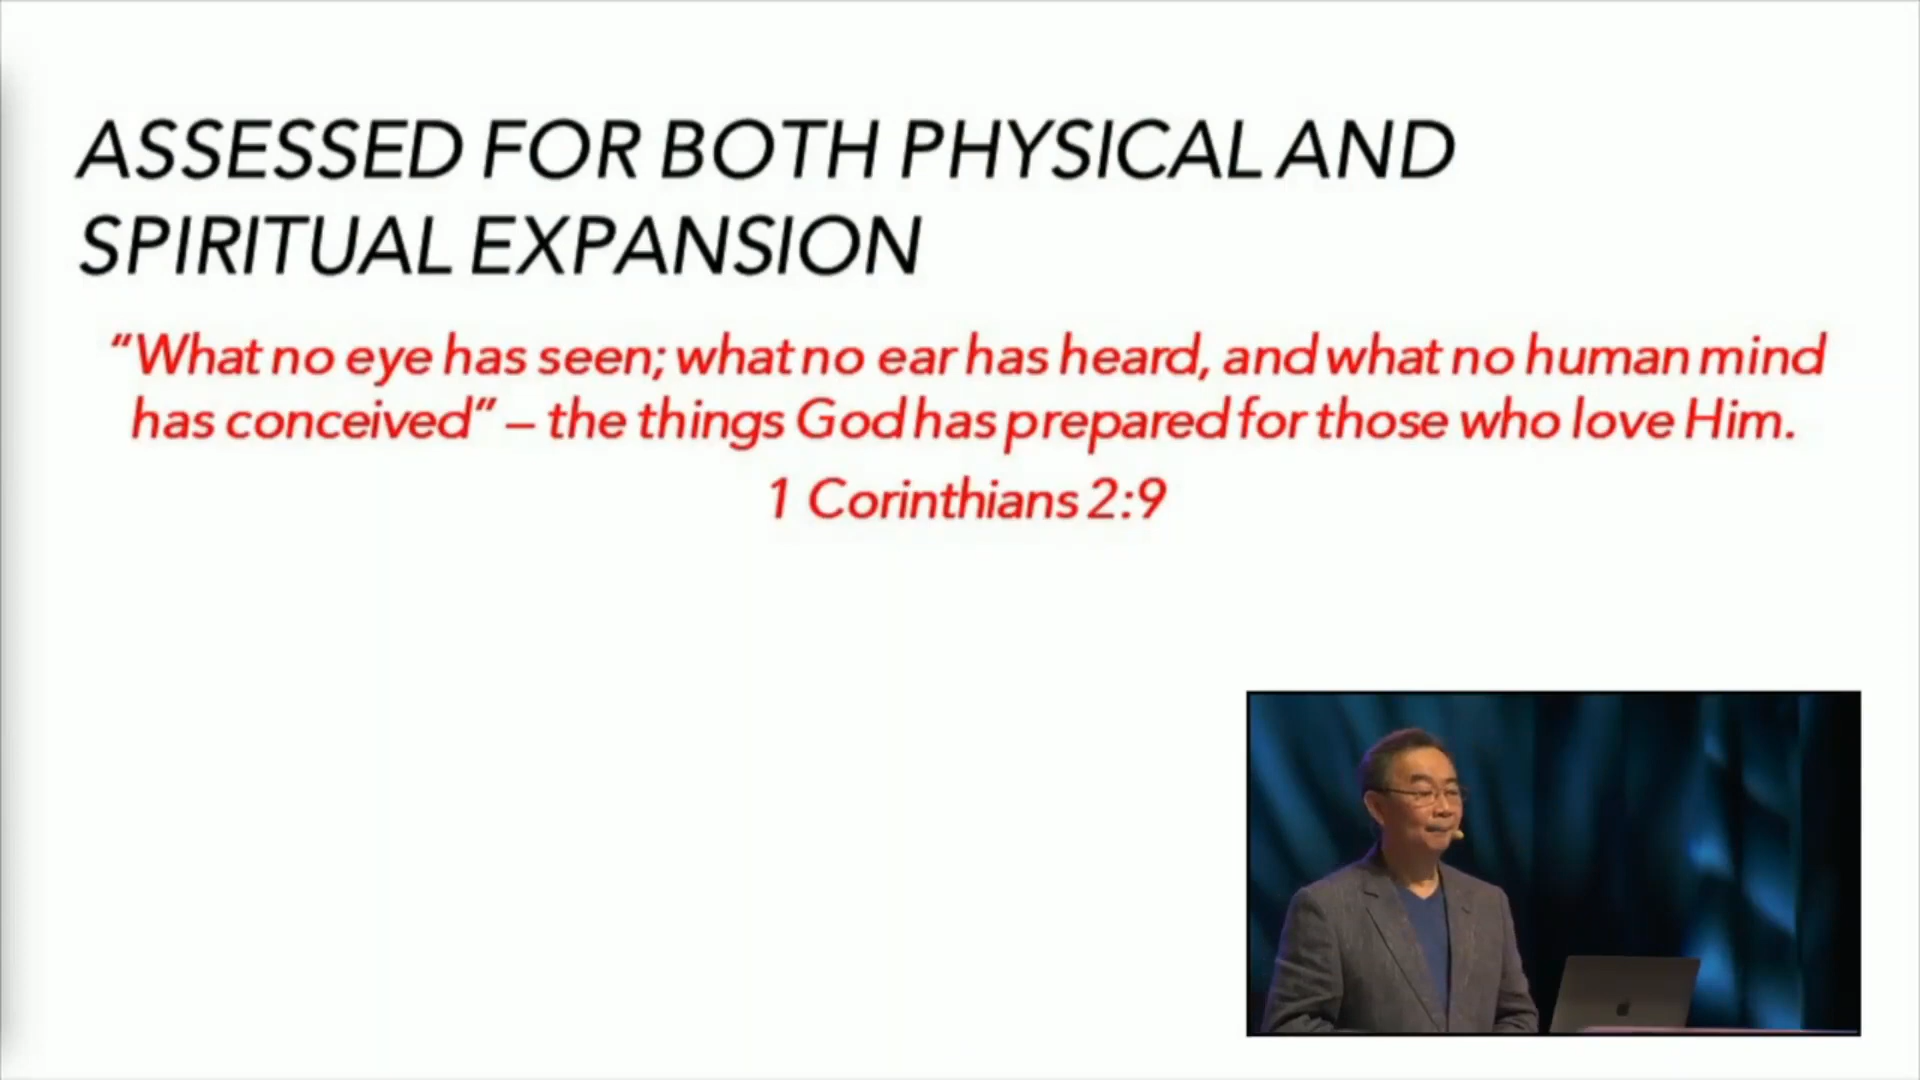 ASSESSED FOR BOTH PHYSICAL AND
SPIRITUAL EXPANSION
"What no eye has seen; what no ear has heard, and what no human mind
has conceived" – the things God has prepared for those who love Him.
1 Corinthians 2:9